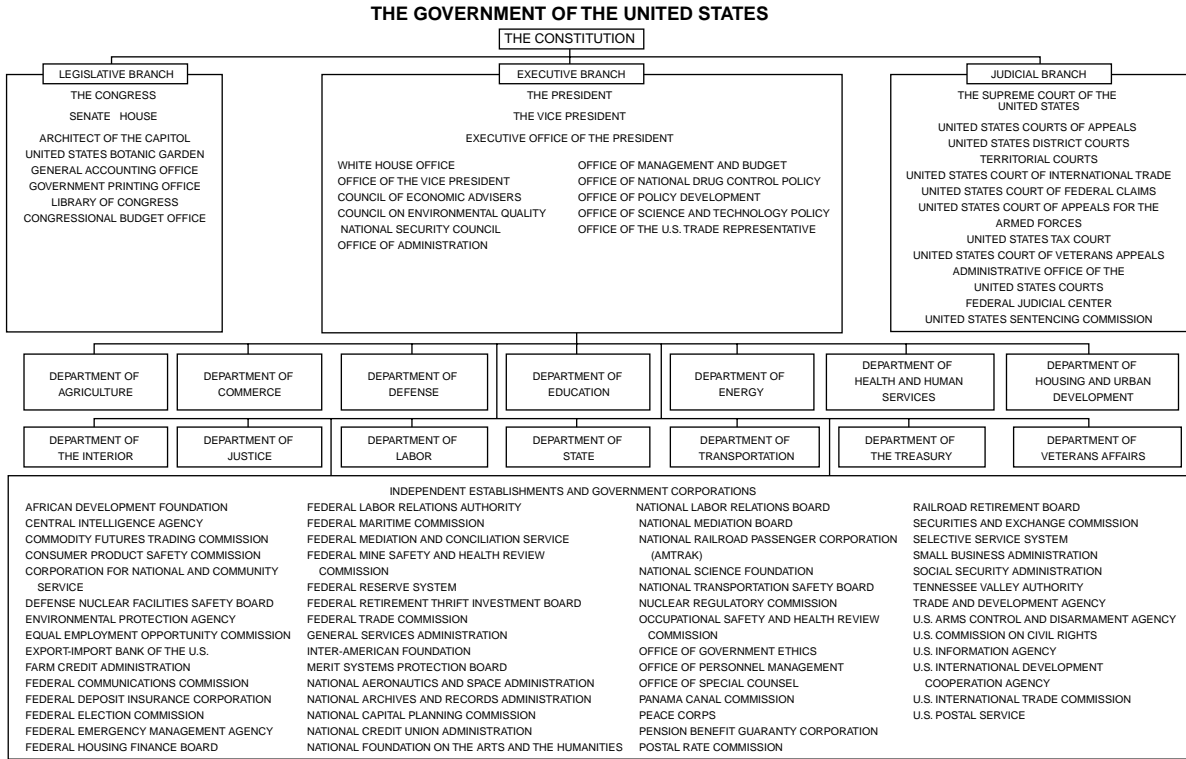 THE GOVERNMENT OF THE UNITED STATES
THE CONSTITUTION
LEGISLATIVE BRANCH
THE CONGRESS
SENATE HOUSE
ARCHITECT OF THE CAPITOL
UNITED STATES BOTANIC GARDEN
GENERAL ACCOUNTING OFFICE
GOVERNMENT PRINTING OFFICE
LIBRARY OF CONGRESS
CONGRESSIONAL BUDGET OFFICE
EXECUTIVE BRANCH
THE PRESIDENT
THE VICE PRESIDENT
EXECUTIVE OFFICE OF THE PRESIDENT
WHITE HOUSE OFFICE
OFFICE OF THE VICE PRESIDENT
COUNCIL OF ECONOMIC ADVISERS
COUNCIL ON ENVIRONMENTAL QUALITY
NATIONAL SECURITY COUNCIL
OFFICE OF ADMINISTRATION
OFFICE OF MANAGEMENT AND BUDGET
OFFICE OF NATIONAL DRUG CONTROL POLICY
OFFICE OF POLICY DEVELOPMENT
OFFICE OF SCIENCE AND TECHNOLOGY POLICY
OFFICE OF THE U.S. TRADE REPRESENTATIVE
JUDICIAL BRANCH
THE SUPREME COURT OF THE
UNITED STATES
UNITED STATES COURTS OF APPEALS
UNITED STATES DISTRICT COURTS
TERRITORIAL COURTS
UNITED STATES COURT OF INTERNATIONAL TRADE
UNITED STATES COURT OF FEDERAL CLAIMS
UNITED STATES COURT OF APPEALS FOR THE
ARMED FORCES
UNITED STATES TAX COURT
UNITED STATES COURT OF VETERANS APPEALS
ADMINISTRATIVE OFFICE OF THE
UNITED STATES COURTS
FEDERAL JUDICIAL CENTER
UNITED STATES SENTENCING COMMISSION
DEPARTMENT OF
AGRICULTURE
DEPARTMENT OF
COMMERCE
DEPARTMENT OF
DEFENSE
DEPARTMENT OF
EDUCATION
DEPARTMENT OF
ENERGY
DEPARTMENT OF
HEALTH AND HUMAN
SERVICES
DEPARTMENT OF
HOUSING AND URBAN
DEVELOPMENT
DEPARTMENT OF
THE INTERIOR
DEPARTMENT OF
JUSTICE
DEPARTMENT OF
LABOR
DEPARTMENT OF
STATE
DEPARTMENT OF
TRANSPORTATION
DEPARTMENT OF
THE TREASURY
DEPARTMENT OF
VETERANS AFFAIRS
INDEPENDENT ESTABLISHMENTS AND GOVERNMENT CORPORATIONS
AFRICAN DEVELOPMENT FOUNDATION
CENTRAL INTELLIGENCE AGENCY
COMMODITY FUTURES TRADING COMMISSION
CONSUMER PRODUCT SAFETY COMMISSION
CORPORATION FOR NATIONAL AND COMMUNITY
SERVICE
DEFENSE NUCLEAR FACILITIES SAFETY BOARD
ENVIRONMENTAL PROTECTION AGENCY
EQUAL EMPLOYMENT OPPORTUNITY COMMISSION
EXPORT-IMPORT BANK OF THE U.S.
FARM CREDIT ADMINISTRATION
FEDERAL COMMUNICATIONS COMMISSION
FEDERAL DEPOSIT INSURANCE CORPORATION
FEDERAL ELECTION COMMISSION
FEDERAL EMERGENCY MANAGEMENT AGENCY
FEDERAL HOUSING FINANCE BOARD
FEDERAL LABOR RELATIONS AUTHORITY
FEDERAL MARITIME COMMISSION
FEDERAL MEDIATION AND CONCILIATION SERVICE
FEDERAL MINE SAFETY AND HEALTH REVIEW
COMMISSION
FEDERAL RESERVE SYSTEM
FEDERAL RETIREMENT THRIFT INVESTMENT BOARD
FEDERAL TRADE COMMISSION
GENERAL SERVICES ADMINISTRATION
INTER-AMERICAN FOUNDATION
MERIT SYSTEMS PROTECTION BOARD
NATIONAL AERONAUTICS AND SPACE ADMINISTRATION
NATIONAL ARCHIVES AND RECORDS ADMINISTRATION
NATIONAL CAPITAL PLANNING COMMISSION
NATIONAL CREDIT UNION ADMINISTRATION
NATIONAL FOUNDATION ON THE ARTS AND THE HUMANITIES
NATIONAL LABOR RELATIONS BOARD
NATIONAL MEDIATION BOARD
NATIONAL RAILROAD PASSENGER CORPORATION
(AMTRAK)
NATIONAL SCIENCE FOUNDATION
NATIONAL TRANSPORTATION SAFETY BOARD
NUCLEAR REGULATORY COMMISSION
OCCUPATIONAL SAFETY AND HEALTH REVIEW
COMMISSION
OFFICE OF GOVERNMENT ETHICS
OFFICE OF PERSONNEL MANAGEMENT
OFFICE OF SPECIAL COUNSEL
PANAMA CANAL COMMISSION
PEACE CORPS
PENSION BENEFIT GUARANTY CORPORATION
POSTAL RATE COMMISSION
RAILROAD RETIREMENT BOARD
SECURITIES AND EXCHANGE COMMISSION
SELECTIVE SERVICE SYSTEM
SMALL BUSINESS ADMINISTRATION
SOCIAL SECURITY ADMINISTRATION
TENNESSEE VALLEY AUTHORITY
TRADE AND DEVELOPMENT AGENCY
U.S. ARMS CONTROL AND DISARMAMENT AGENCY
U.S. COMMISSION ON CIVIL RIGHTS
U.S. INFORMATION AGENCY
U.S. INTERNATIONAL DEVELOPMENT
COOPERATION AGENCY
U.S. INTERNATIONAL TRADE COMMISSION
U.S. POSTAL SERVICE